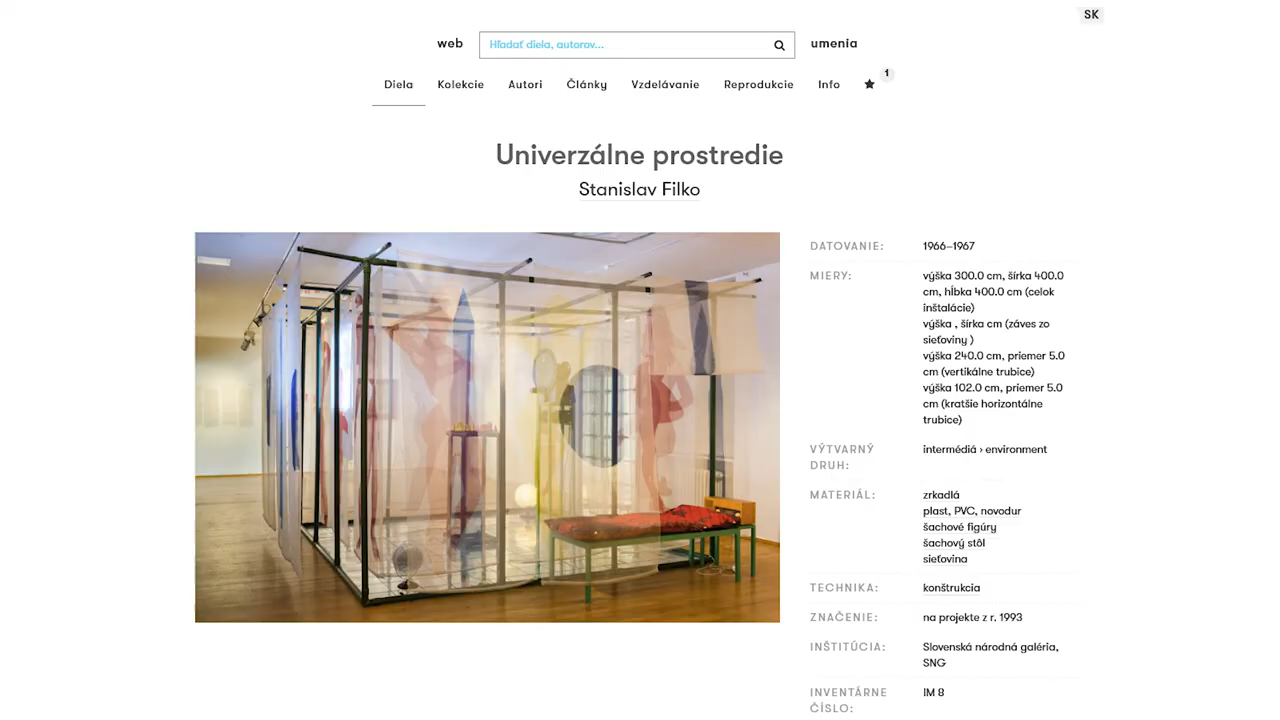 SK
web Hľadať diela, autorov... umenia
Diela Kolekcie Autori Články Vzdelávanie Reprodukcie Info 1
Univerzálne prostredie
Stanislav Filko
DATOVANIE: 1966–1967
MIERY: výška 300.0 cm, šírka 400.0
cm, hĺbka 400.0 cm (celok
inštalácie)
výška , šírka cm (záves zo
sieťoviny )
výška 240.0 cm, priemer 5.0
cm (vertikálne trubice)
výška 102.0 cm, priemer 5.0
cm (kratšie horizontálne
trubice)
VÝTVARNÝ DRUH: intermédiá › environment
MATERIÁL: zrkadlá
plast, PVC, novodur
šachové figúry
šachový stôl
sieťovina
TECHNIKA: konštrukcia
ZNAČENIE: na projekte z r. 1993
INŠTITÚCIA: Slovenská národná galéria,
SNG
INVENTÁRNE ČÍSLO: IM 8